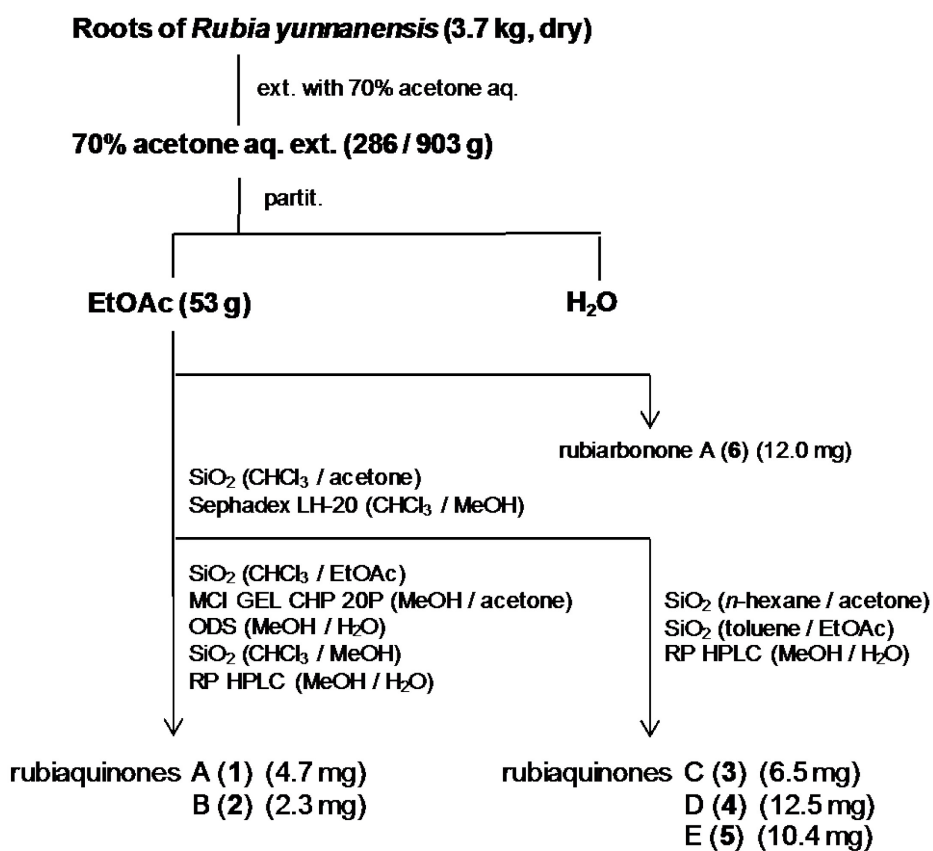 Roots of Rubia yunnanensis (3.7 kg, dry)
ext. with 70% acetone aq.
70% acetone aq. ext. (286 / 903 g)
partit.
EtOAc (53 g)
H₂O
rubiarbonone A (6) (12.0 mg)
SiO₂ (CHCl₃ / acetone)
Sephadex LH-20 (CHCl₃ / MeOH)
SiO₂ (CHCl₃ / EtOAc)
MCI GEL CHP 20P (MeOH / acetone)
ODS (MeOH / H₂O)
SiO₂ (CHCl₃ / MeOH)
RP HPLC (MeOH / H₂O)
SiO₂ (n-hexane / acetone)
SiO₂ (toluene / EtOAc)
RP HPLC (MeOH / H₂O)
rubiaquinones A (1) (4.7 mg)
B (2) (2.3 mg)
rubiaquinones C (3) (6.5 mg)
D (4) (12.5 mg)
E (5) (10.4 mg)